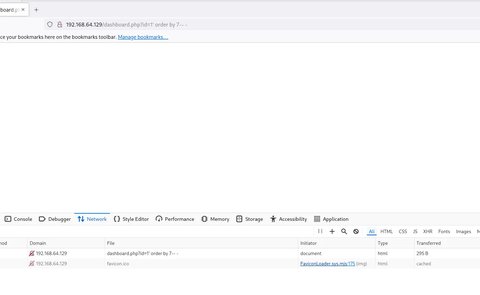 board.p
192.168.64.129/dashboard.php?id=1' order by 7-- -
ce your bookmarks here on the bookmarks toolbar. Manage bookmarks...
Console Debugger Network Style Editor Performance Memory Storage Accessibility Application
All HTML CSS JS XHR Fonts Images
hod Domain File Initiator Type Transferred
192.168.64.129 dashboard.php?id=1' order by 7-- - document html 295 B
192.168.64.129 favicon.ico FaviconLoader.sys.mjs:175 (img) html cached